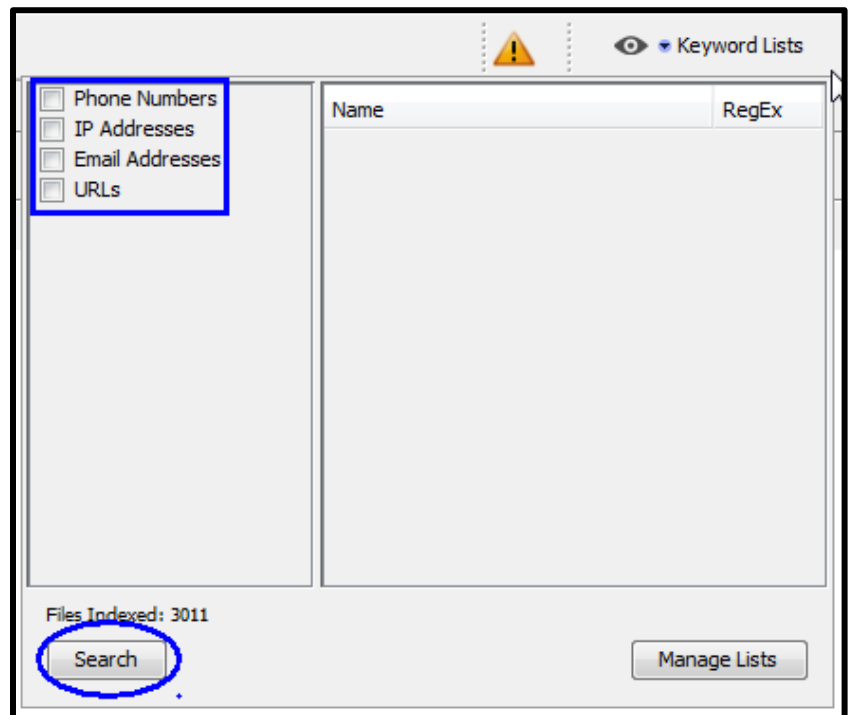 Keyword Lists
Phone Numbers
IP Addresses
Email Addresses
URLs
Name RegEx
Files Indexed: 3011
Search Manage Lists